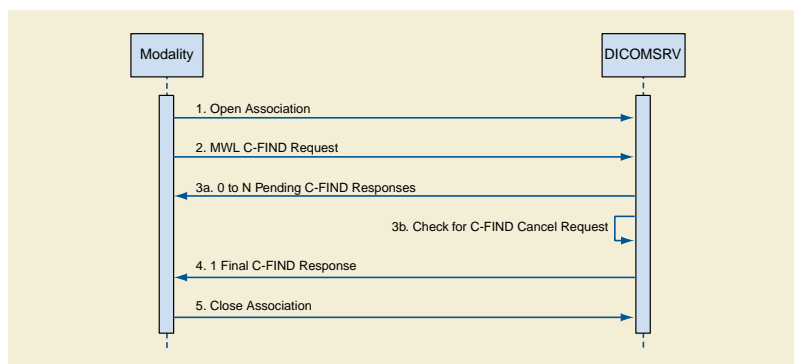 Modality
DICOMSRV
1. Open Association
2. MWL C-FIND Request
3a. 0 to N Pending C-FIND Responses
3b. Check for C-FIND Cancel Request
4. 1 Final C-FIND Response
5. Close Association